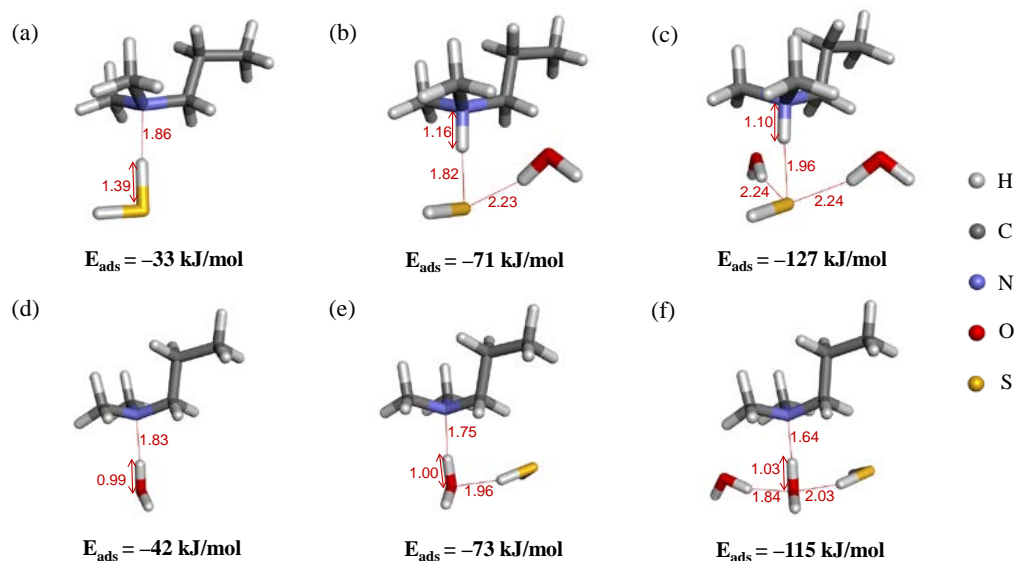 (a)
1.86
1.39
E_ads = –33 kJ/mol
(b)
1.16
1.82
2.23
E_ads = –71 kJ/mol
(c)
1.10
1.96
2.24
2.24
E_ads = –127 kJ/mol
H
C
N
O
S
(d)
1.83
0.99
E_ads = –42 kJ/mol
(e)
1.75
1.00
1.96
E_ads = –73 kJ/mol
(f)
1.64
1.03
1.84
2.03
E_ads = –115 kJ/mol